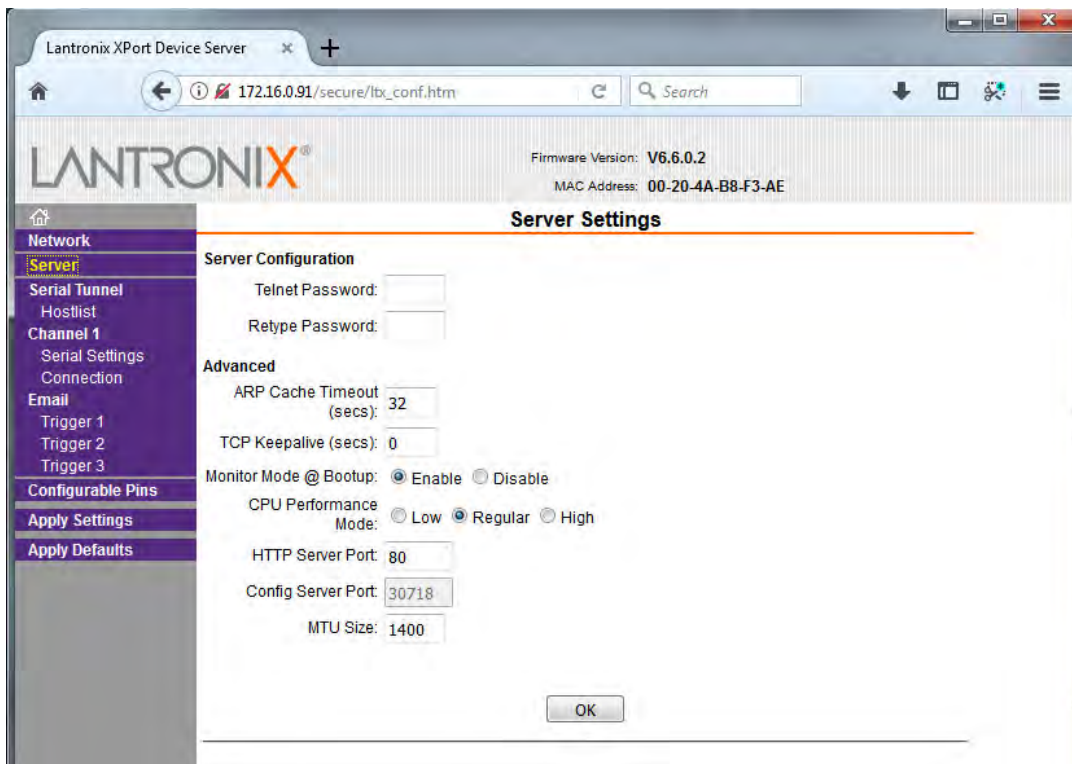 Lantronix XPort Device Server
172.16.0.91/secure/ltx_conf.htm
Search
LANTRONIX®
Firmware Version: V6.6.0.2
MAC Address: 00-20-4A-B8-F3-AE
Network
Server
Serial Tunnel
Hostlist
Channel 1
Serial Settings
Connection
Email
Trigger 1
Trigger 2
Trigger 3
Configurable Pins
Apply Settings
Apply Defaults
Server Settings
Server Configuration
Telnet Password:
Retype Password:
Advanced
ARP Cache Timeout
(secs): 32
TCP Keepalive (secs): 0
Monitor Mode @ Bootup: Enable Disable
CPU Performance
Mode: Low Regular High
HTTP Server Port: 80
Config Server Port: 30718
MTU Size: 1400
OK